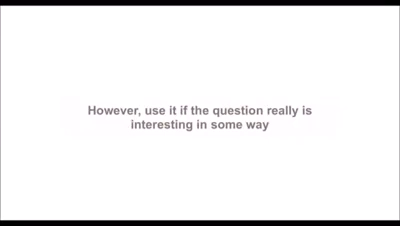 However, use it if the question really is
interesting in some way